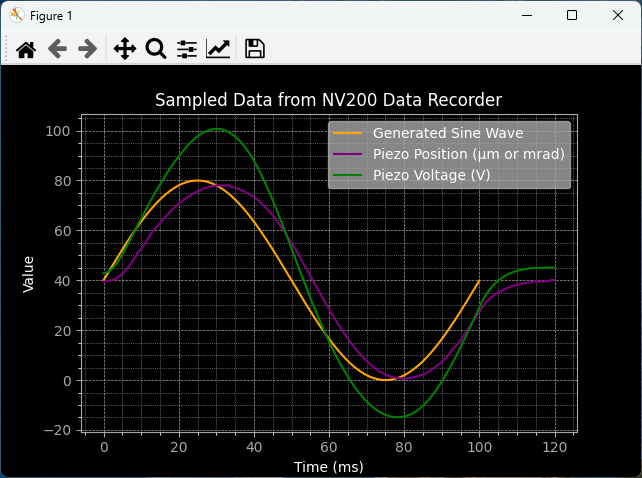 Figure 1
Sampled Data from NV200 Data Recorder
Generated Sine Wave
Piezo Position (μm or mrad)
Piezo Voltage (V)
100
80
60
40
20
0
−20
Value
0 20 40 60 80 100 120
Time (ms)